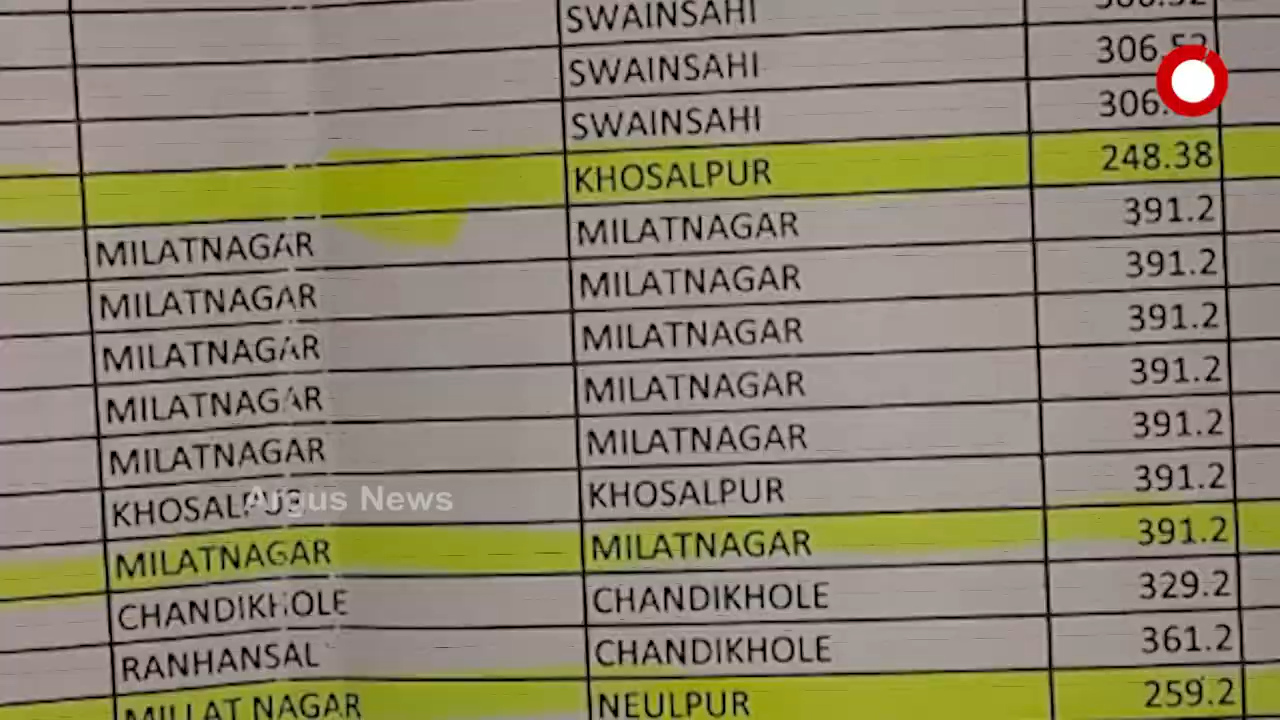 SWAINSAHI
SWAINSAHI 306.52
SWAINSAHI 306.
KHOSALPUR 248.38
MILATNAGAR MILATNAGAR 391.2
MILATNAGAR MILATNAGAR 391.2
MILATNAGAR MILATNAGAR 391.2
MILATNAGAR MILATNAGAR 391.2
MILATNAGAR MILATNAGAR 391.2
KHOSALPUR KHOSALPUR 391.2
Argus News
MILATNAGAR MILATNAGAR 391.2
CHANDIKHOLE CHANDIKHOLE 329.2
RANHANSAL CHANDIKHOLE 361.2
MILLAT NAGAR NEULPUR 259.2